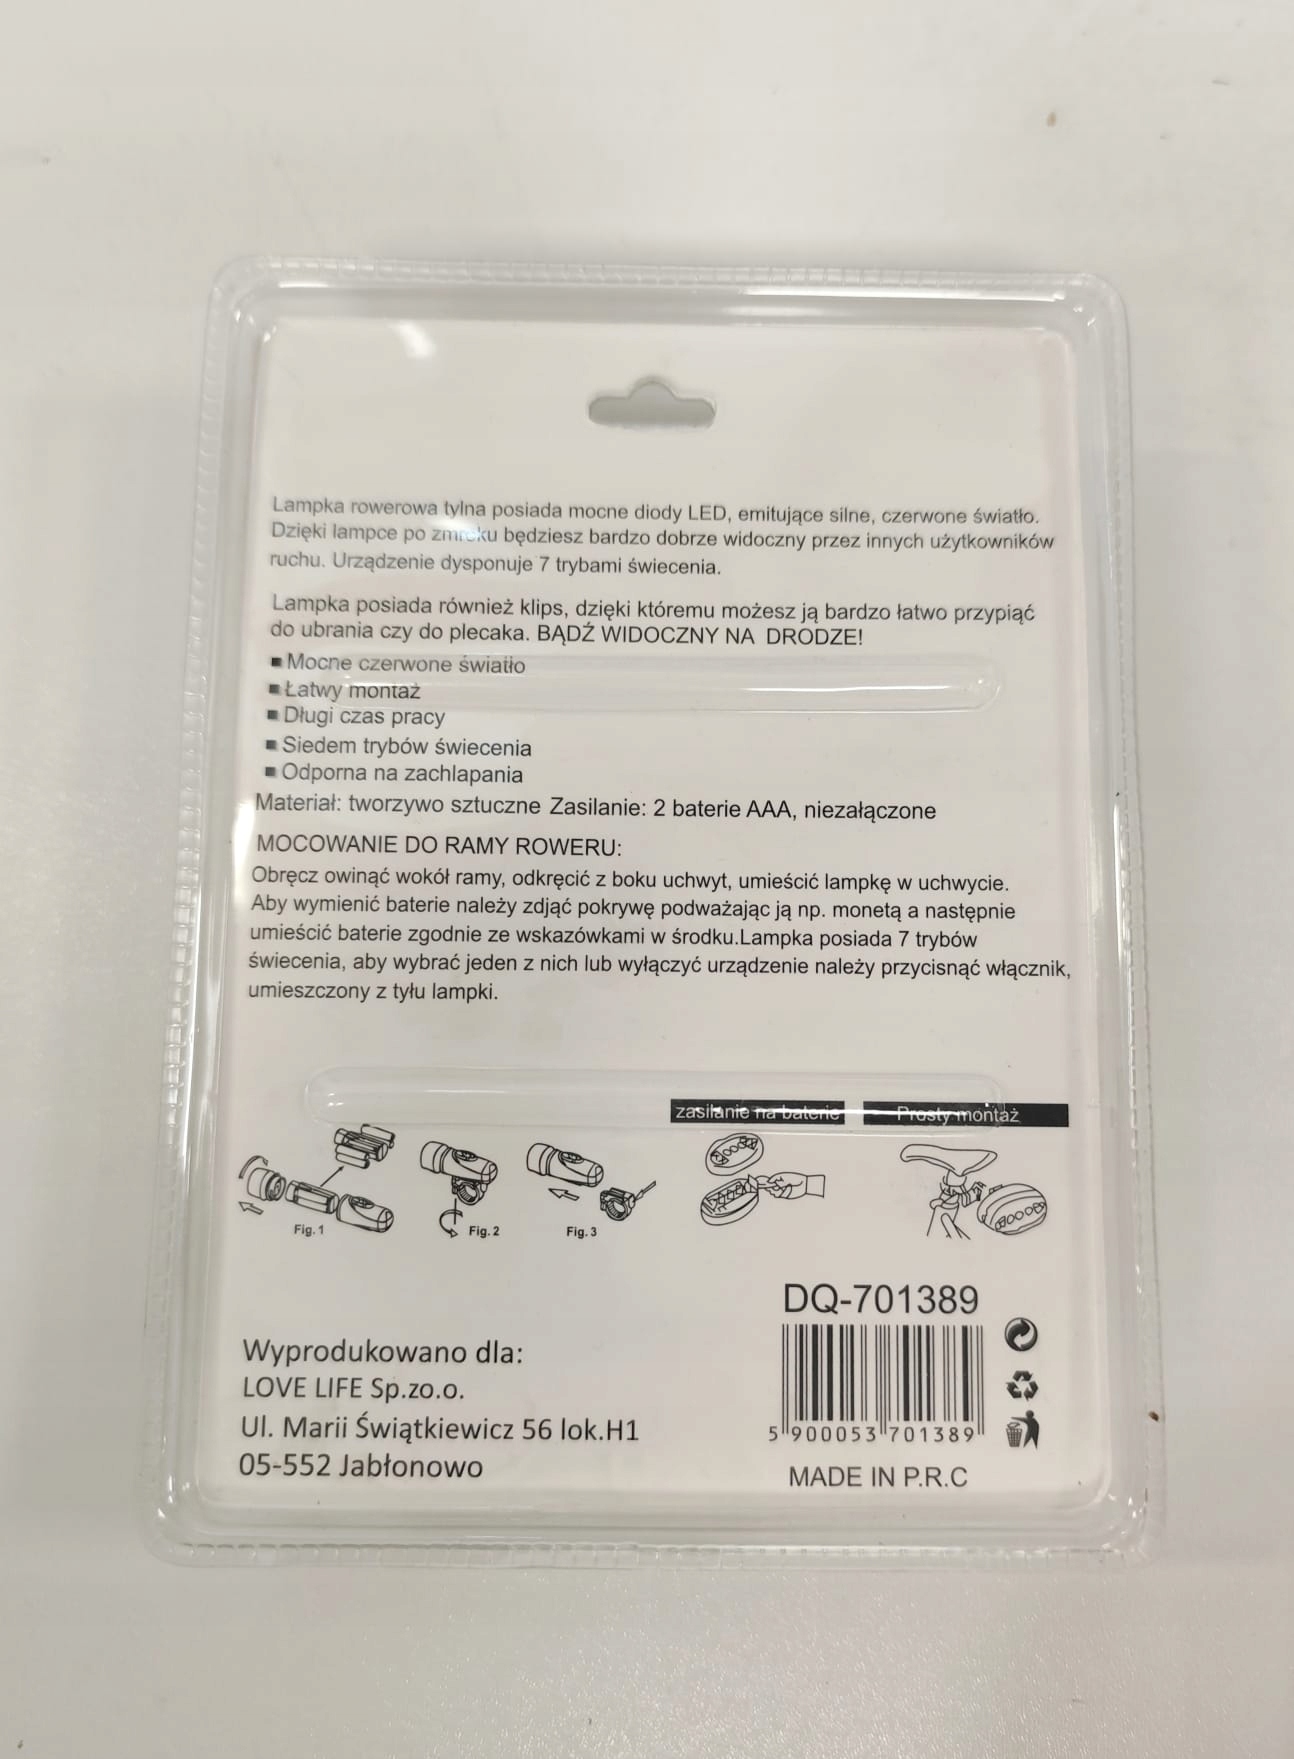 Lampka rowerowa tylna posiada mocne diody LED, emitujące silne, czerwone światło.
Dzięki lampce po zmroku będziesz bardzo dobrze widoczny przez innych użytkowników
ruchu. Urządzenie dysponuje 7 trybami świecenia.
Lampka posiada również klips, dzięki któremu możesz ją bardzo łatwo przypiąć
do ubrania czy do plecaka. BĄDŹ WIDOCZNY NA DRODZE!
Mocne czerwone światło
Łatwy montaż
Długi czas pracy
Siedem trybów świecenia
Odporna na zachlapania
Materiał: tworzywo sztuczne Zasilanie: 2 baterie AAA, niezałączone
MOCOWANIE DO RAMY ROWERU:
Obręcz owinąć wokół ramy, odkręcić z boku uchwyt, umieścić lampkę w uchwycie.
Aby wymienić baterie należy zdjąć pokrywę podważając ją np. monetą a następnie
umieścić baterie zgodnie ze wskazówkami w środku.Lampka posiada 7 trybów
świecenia, aby wybrać jeden z nich lub wyłączyć urządzenie należy przycisnąć włącznik,
umieszczony z tyłu lampki.
zasilanie na baterie Prosty montaż
Fig.1 Fig.2 Fig.3
DQ-701389
Wyprodukowano dla:
LOVE LIFE Sp.zo.o.
Ul. Marii Świątkiewicz 56 lok.H1
05-552 Jabłonowo
5 900053 701389
MADE IN P.R.C